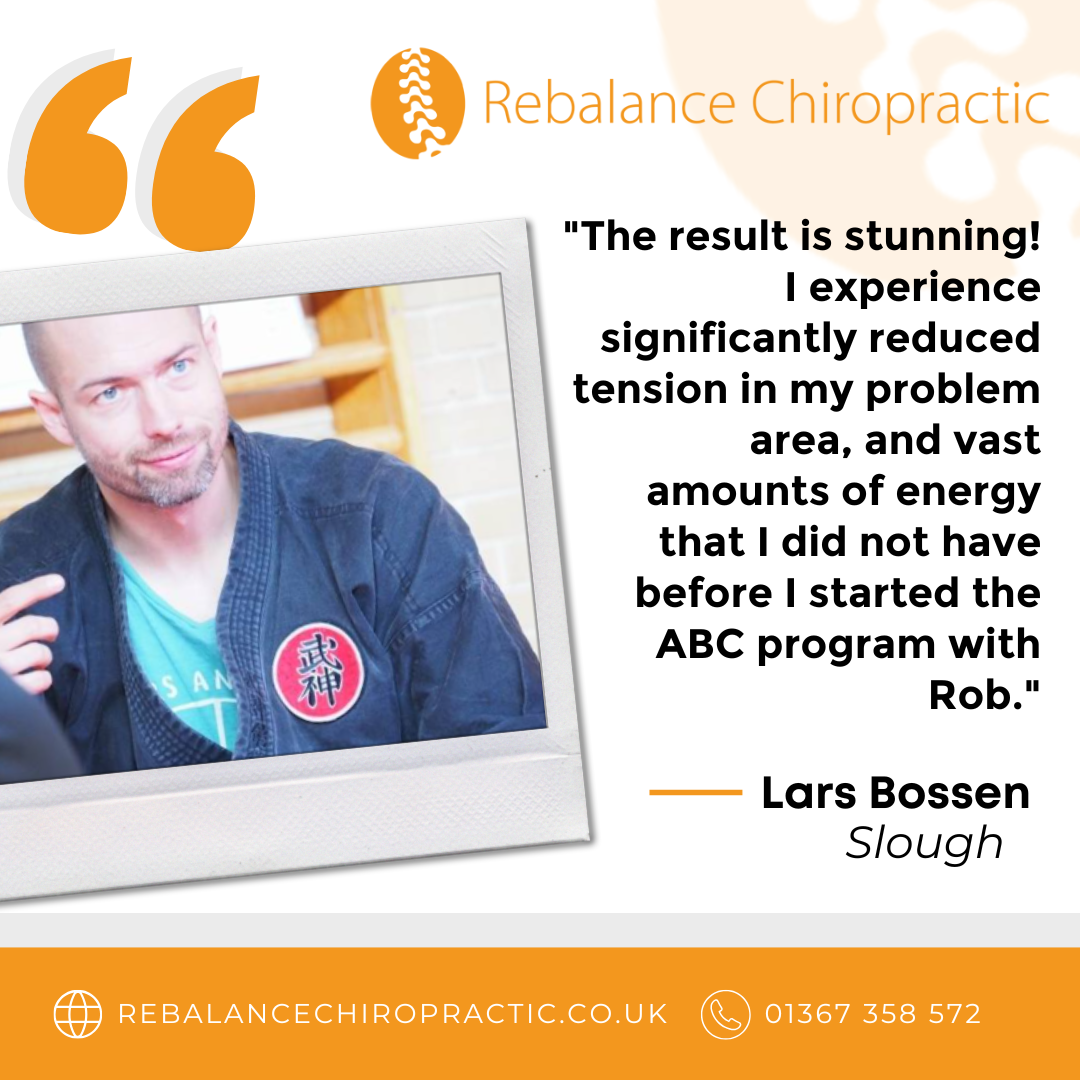 Rebalance Chiropractic
"The result is stunning!
I experience
significantly reduced
tension in my problem
area, and vast
amounts of energy
that I did not have
before I started the
ABC program with
Rob."
S AN
武
神
Lars Bossen
Slough
REBALANCECHIROPRACTIC.CO.UK
01367 358 572